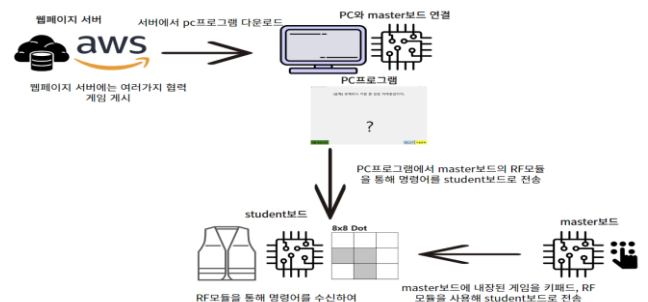 웹페이지 서버
aws
웹페이지 서버에는 여러가지 협력
게임 게시
서버에서 pc프로그램 다운로드
PC와 master보드 연결
PC프로그램
?
PC프로그램에서 master보드의 RF모듈
을 통해 명령어를 student보드로 전송
student보드
8x8 Dot
RF모듈을 통해 명령어를 수신하여
master보드
master보드에 내장된 게임을 키패드, RF
모듈을 사용해 student보드로 전송